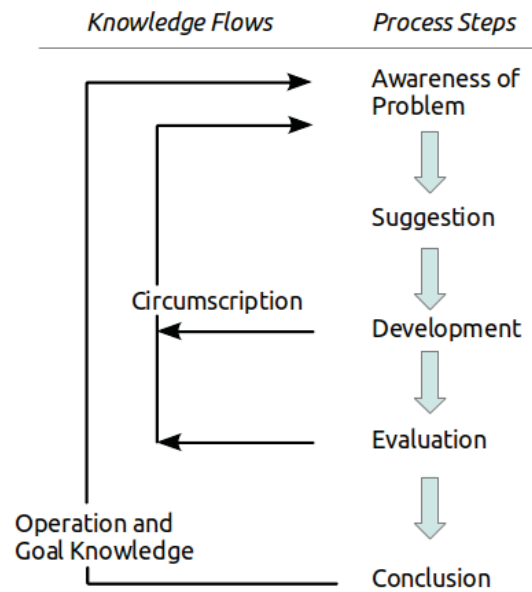 Knowledge Flows
Process Steps
Awareness of
Problem
Suggestion
Circumscription
Development
Evaluation
Operation and
Goal Knowledge
Conclusion